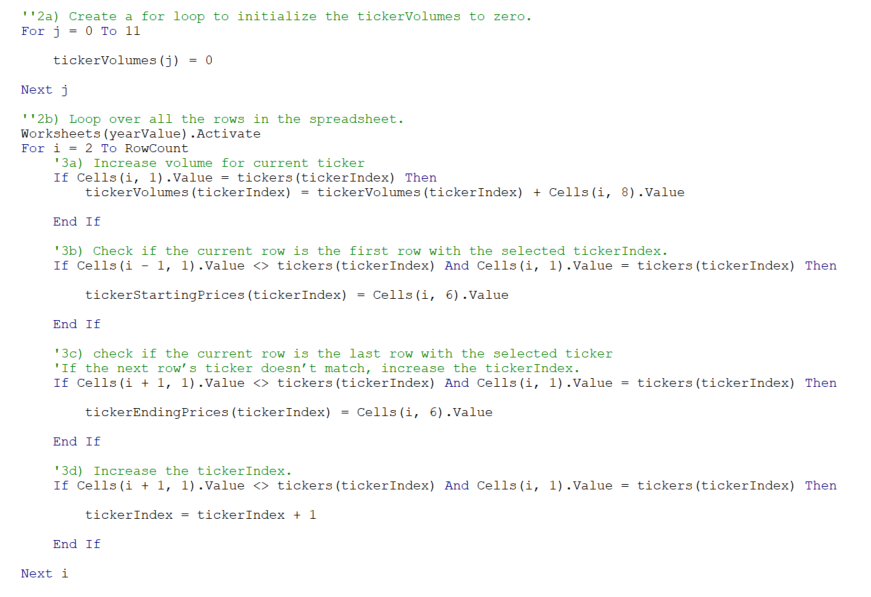 ''2a) Create a for loop to initialize the tickerVolumes to zero.
For j = 0 To 11
tickerVolumes(j) = 0
Next j
''2b) Loop over all the rows in the spreadsheet.
Worksheets(yearValue).Activate
For i = 2 To RowCount
'3a) Increase volume for current ticker
If Cells(i, 1).Value = tickers(tickerIndex) Then
tickerVolumes(tickerIndex) = tickerVolumes(tickerIndex) + Cells(i, 8).Value
End If
'3b) Check if the current row is the first row with the selected tickerIndex.
If Cells(i - 1, 1).Value <> tickers(tickerIndex) And Cells(i, 1).Value = tickers(tickerIndex) Then
tickerStartingPrices(tickerIndex) = Cells(i, 6).Value
End If
'3c) check if the current row is the last row with the selected ticker
'If the next row’s ticker doesn’t match, increase the tickerIndex.
If Cells(i + 1, 1).Value <> tickers(tickerIndex) And Cells(i, 1).Value = tickers(tickerIndex) Then
tickerEndingPrices(tickerIndex) = Cells(i, 6).Value
End If
'3d) Increase the tickerIndex.
If Cells(i + 1, 1).Value <> tickers(tickerIndex) And Cells(i, 1).Value = tickers(tickerIndex) Then
tickerIndex = tickerIndex + 1
End If
Next i